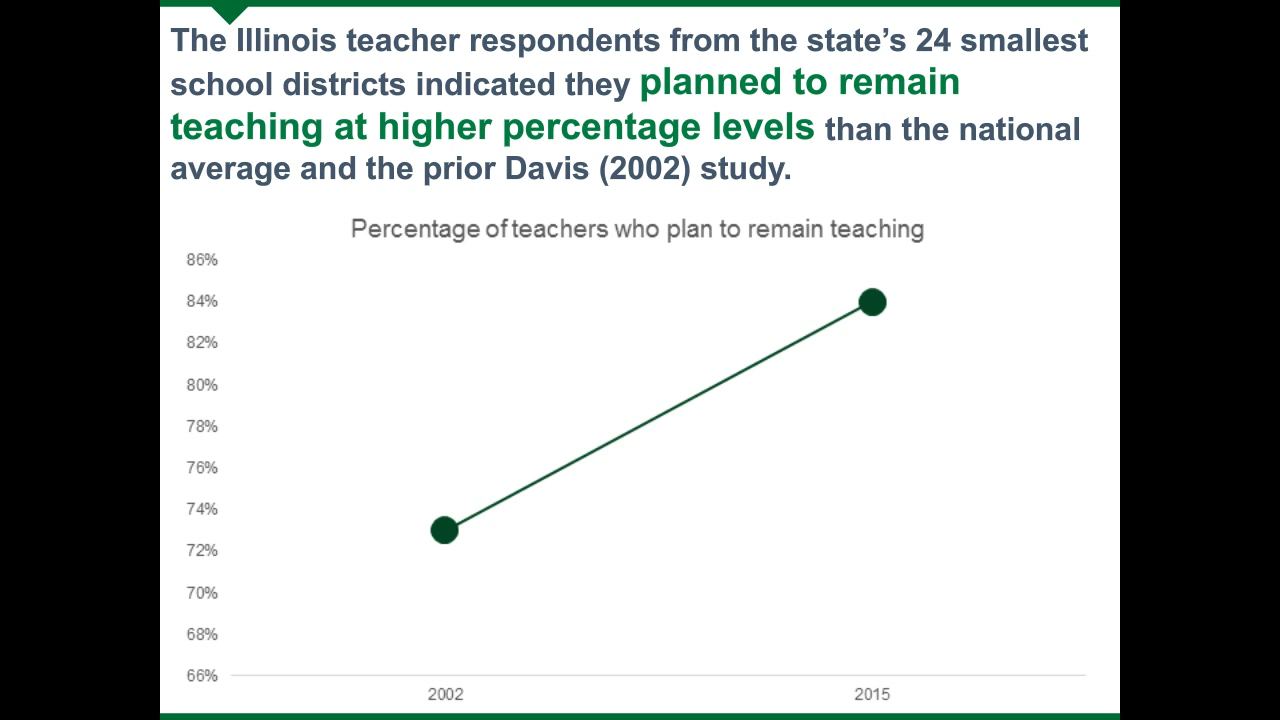 The Illinois teacher respondents from the state’s 24 smallest
school districts indicated they planned to remain
teaching at higher percentage levels than the national
average and the prior Davis (2002) study.
Percentage of teachers who plan to remain teaching
86%
84%
82%
80%
78%
76%
74%
72%
70%
68%
66%
2002 2015